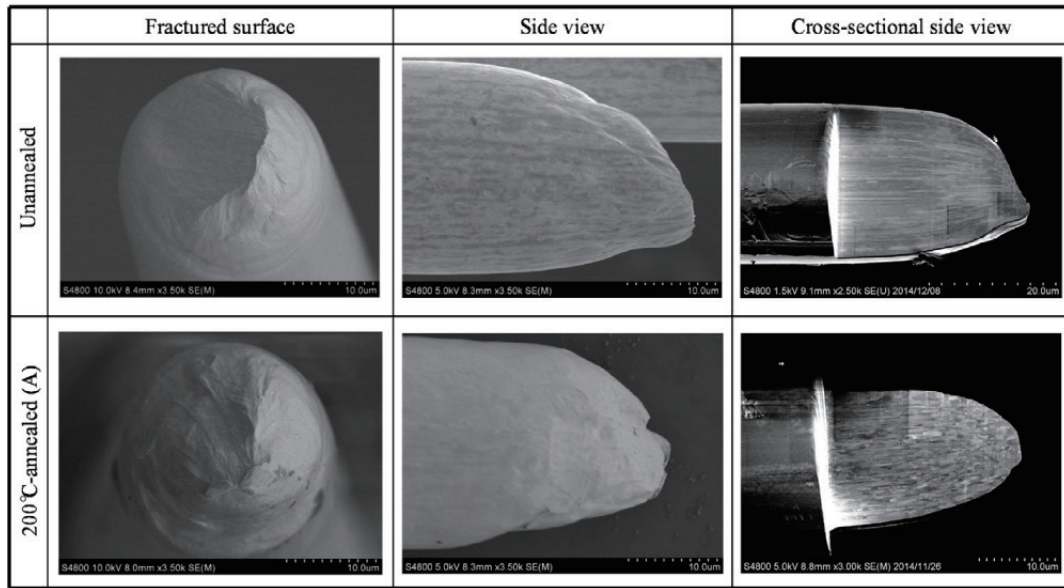 Fractured surface
Side view
Cross-sectional side view
Unannealed
S4800 10.0kV 8.4mm x3.50k SE(M)
10.0um
S4800 5.0kV 8.3mm x3.50k SE(M)
10.0um
S4800 1.5kV 9.1mm x2.50k SE(U) 2014/12/08
20.0um
200℃-annealed (A)
S4800 10.0kV 8.0mm x3.50k SE(M)
10.0um
S4800 5.0kV 8.3mm x3.50k SE(M)
10.0um
S4800 5.0kV 8.8mm x3.00k SE(M) 2014/11/26
10.0um